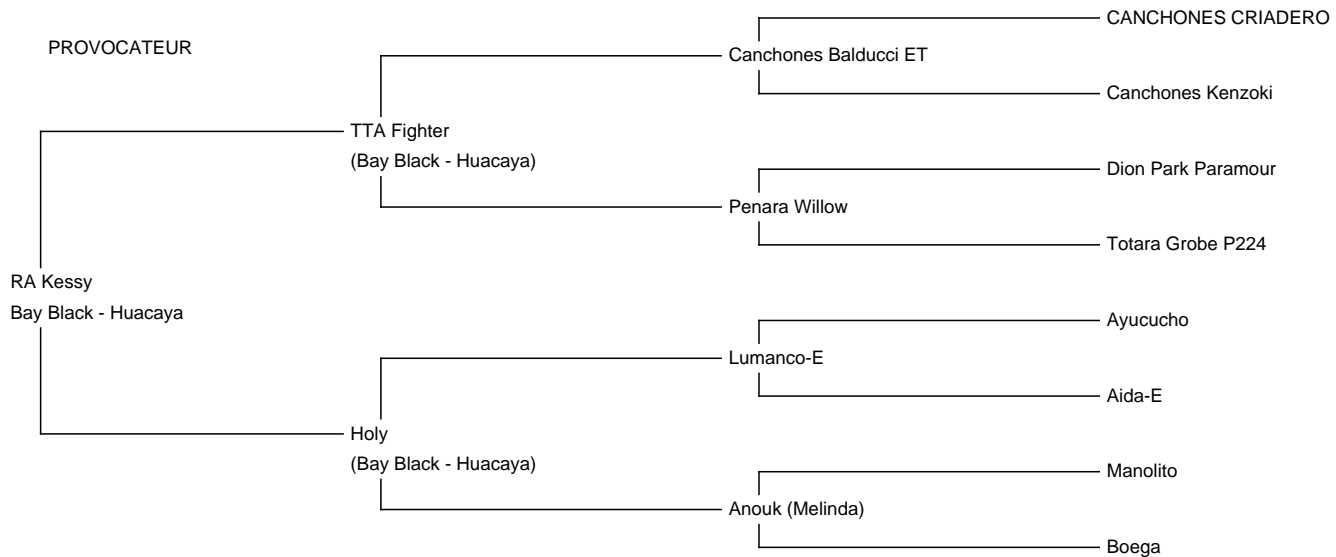 CANCHONES CRIADERO
PROVOCATEUR
Canchones Balducci ET
Canchones Kenzoki
TTA Fighter
(Bay Black - Huacaya)
Dion Park Paramour
Penara Willow
Totara Grobe P224
RA Kessy
Bay Black - Huacaya
Ayucucho
Lumanco-E
Aida-E
Holy
(Bay Black - Huacaya)
Manolito
Anouk (Melinda)
Boega